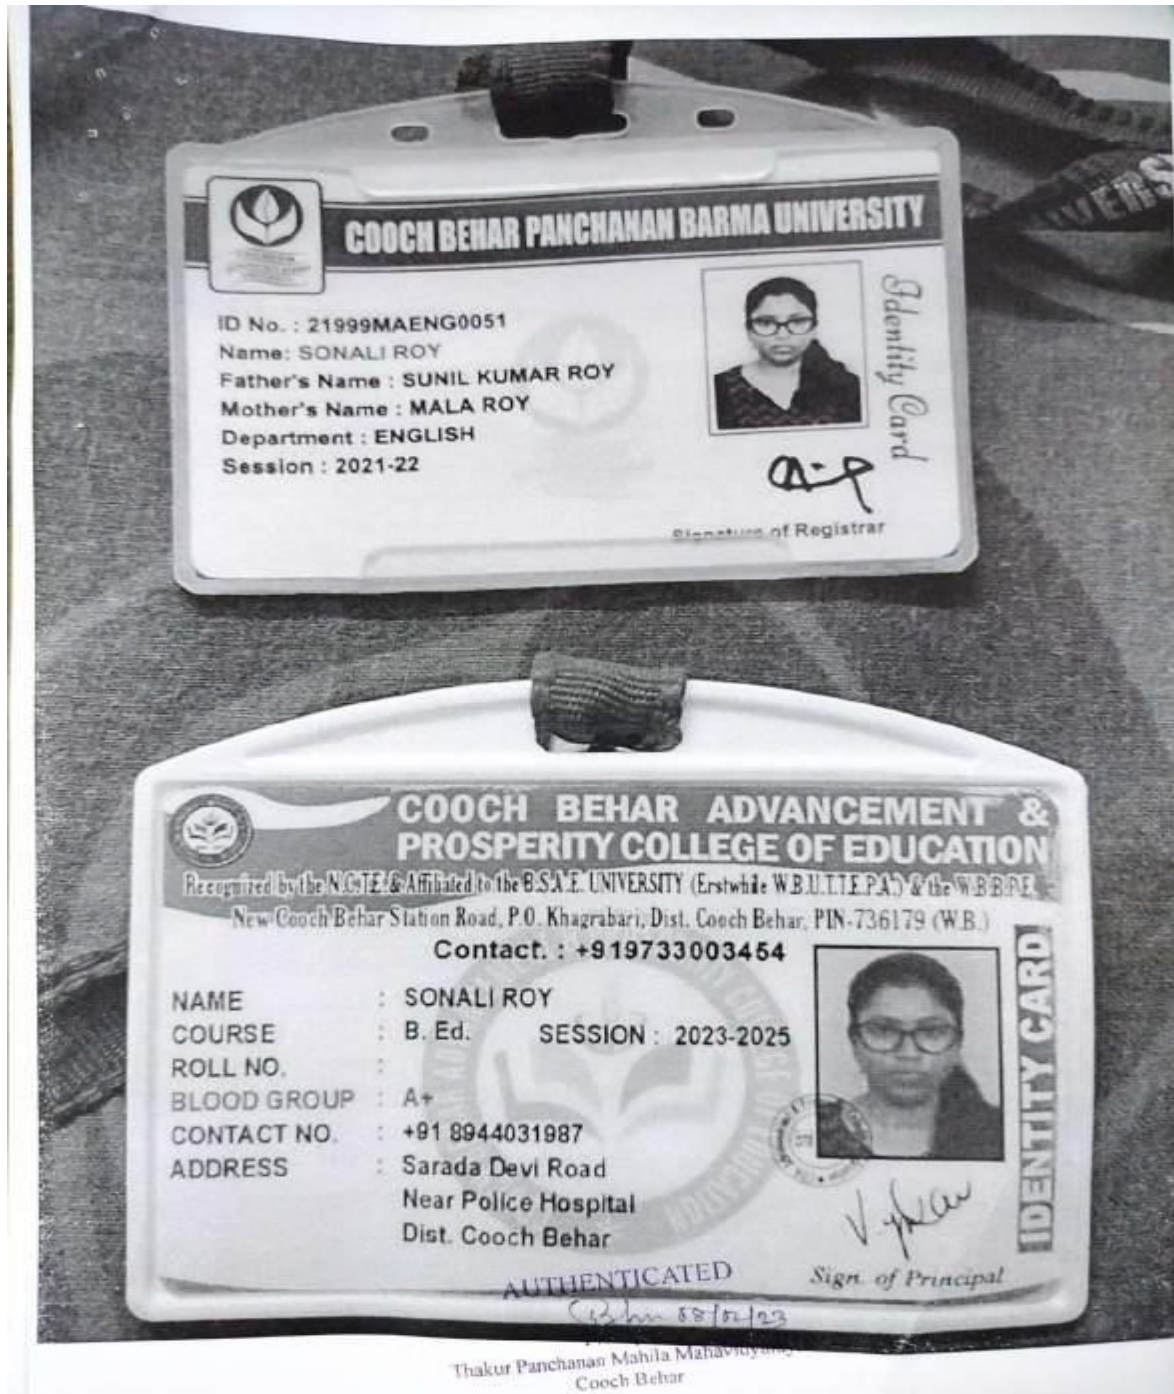 COOCH BEHAR PANCHANAN BARMA UNIVERSITY
ID No. : 21999MAENG0051
Name: SONALI ROY
Father's Name : SUNIL KUMAR ROY
Mother's Name : MALA ROY
Department : ENGLISH
Session : 2021-22
Identity Card
Signature of Registrar
COOCH BEHAR ADVANCEMENT &
PROSPERITY COLLEGE OF EDUCATION
Recognized by the N.C.T.E. & Affiliated to the B.S.A.E. UNIVERSITY (Erstwhile W.B.U.T.T.E.P.A.) & the W.B.B.P.E.
New Cooch Behar Station Road, P.O. Khagrabari, Dist. Cooch Behar, PIN-736179 (W.B.)
Contact. : +919733003454
NAME : SONALI ROY
COURSE : B. Ed. SESSION : 2023-2025
ROLL NO. :
BLOOD GROUP : A+
CONTACT NO. : +91 8944031987
ADDRESS : Sarada Devi Road
Near Police Hospital
Dist. Cooch Behar
IDENTITY CARD
Sign. of Principal
AUTHENTICATED
Thakur Panchanan Mahila
Cooch Behar